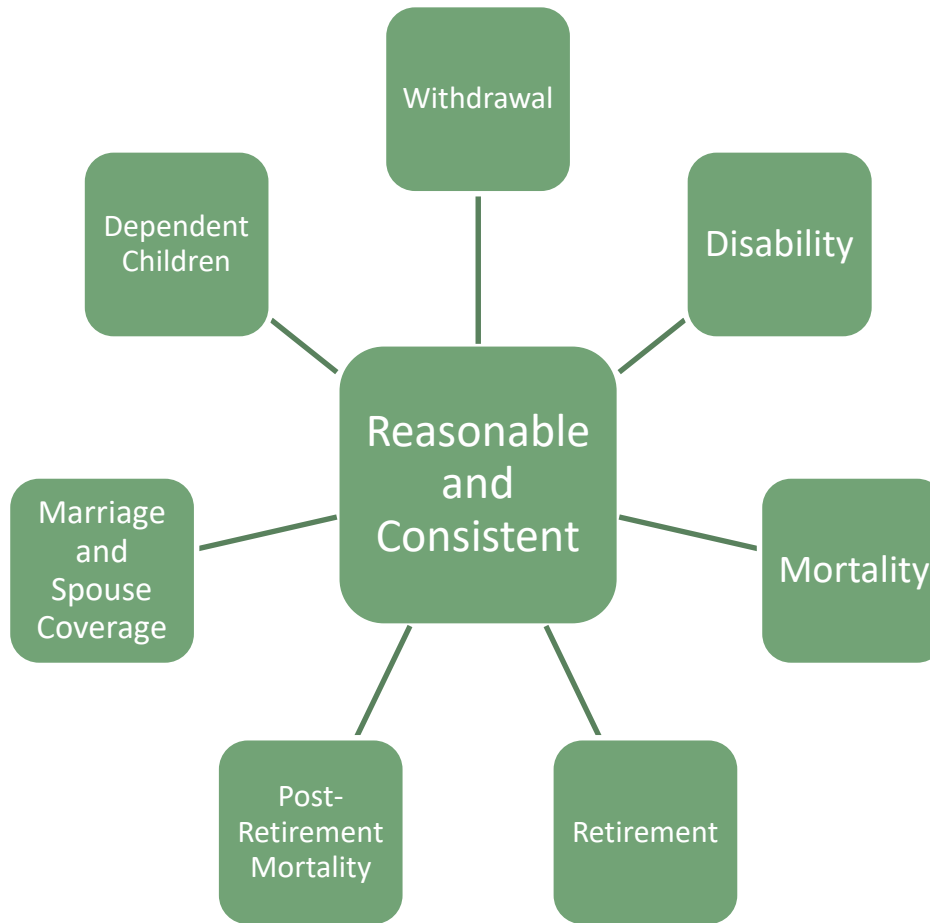 Withdrawal
Dependent
Children
Disability
Reasonable
and
Consistent
Marriage
and
Spouse
Coverage
Mortality
Post-
Retirement
Mortality
Retirement